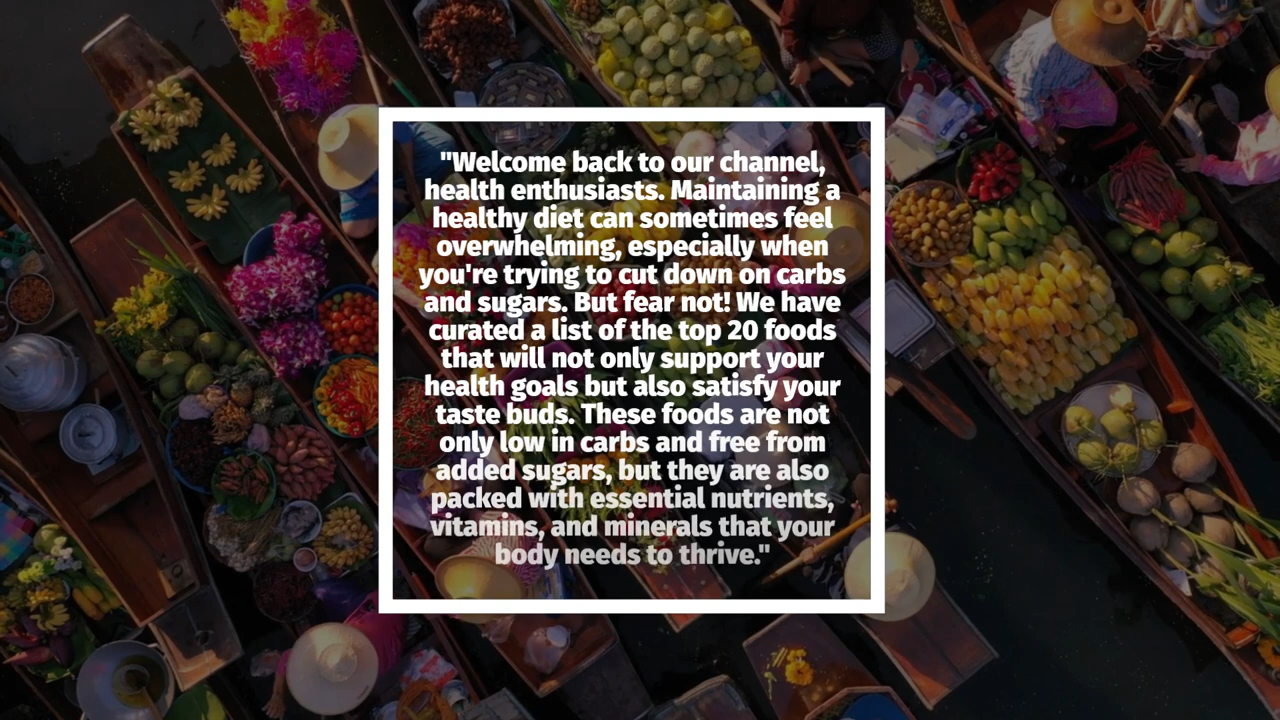 "Welcome back to our channel,
health enthusiasts. Maintaining a
healthy diet can sometimes feel
overwhelming, especially when
you're trying to cut down on carbs
and sugars. But fear not! We have
curated a list of the top 20 foods
that will not only support your
health goals but also satisfy your
taste buds. These foods are not
only low in carbs and free from
added sugars, but they are also
packed with essential nutrients,
vitamins, and minerals that your
body needs to thrive."